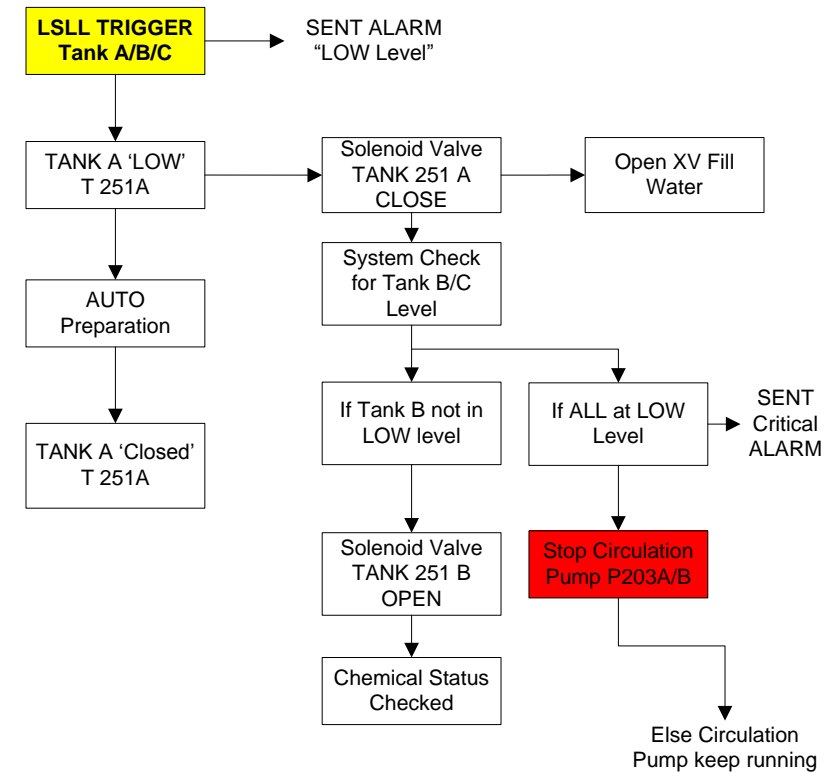 LSLL TRIGGER
Tank A/B/C
SENT ALARM
“LOW Level”
TANK A ‘LOW’
T 251A
Solenoid Valve
TANK 251 A
CLOSE
Open XV Fill
Water
System Check
for Tank B/C
Level
AUTO
Preparation
If Tank B not in
LOW level
If ALL at LOW
Level
SENT
Critical
ALARM
TANK A ‘Closed’
T 251A
Solenoid Valve
TANK 251 B
OPEN
Stop Circulation
Pump P203A/B
Chemical Status
Checked
Else Circulation
Pump keep running